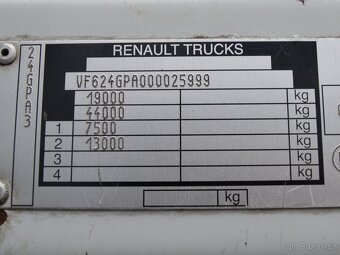 24GPA3
RENAULT TRUCKS
VF624GPA000025999
19000 kg
44000 kg
1 7500 kg
2 13000 kg
3 kg
4 kg
kg